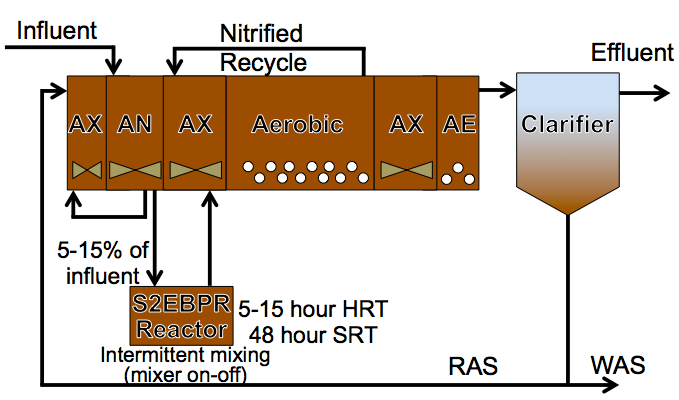 Influent
Nitrified
Recycle
Effluent
AX AN AX Aerobic AX AE Clarifier
5-15% of
influent
S2EBPR
Reactor
5-15 hour HRT
48 hour SRT
Intermittent mixing
(mixer on-off)
RAS WAS